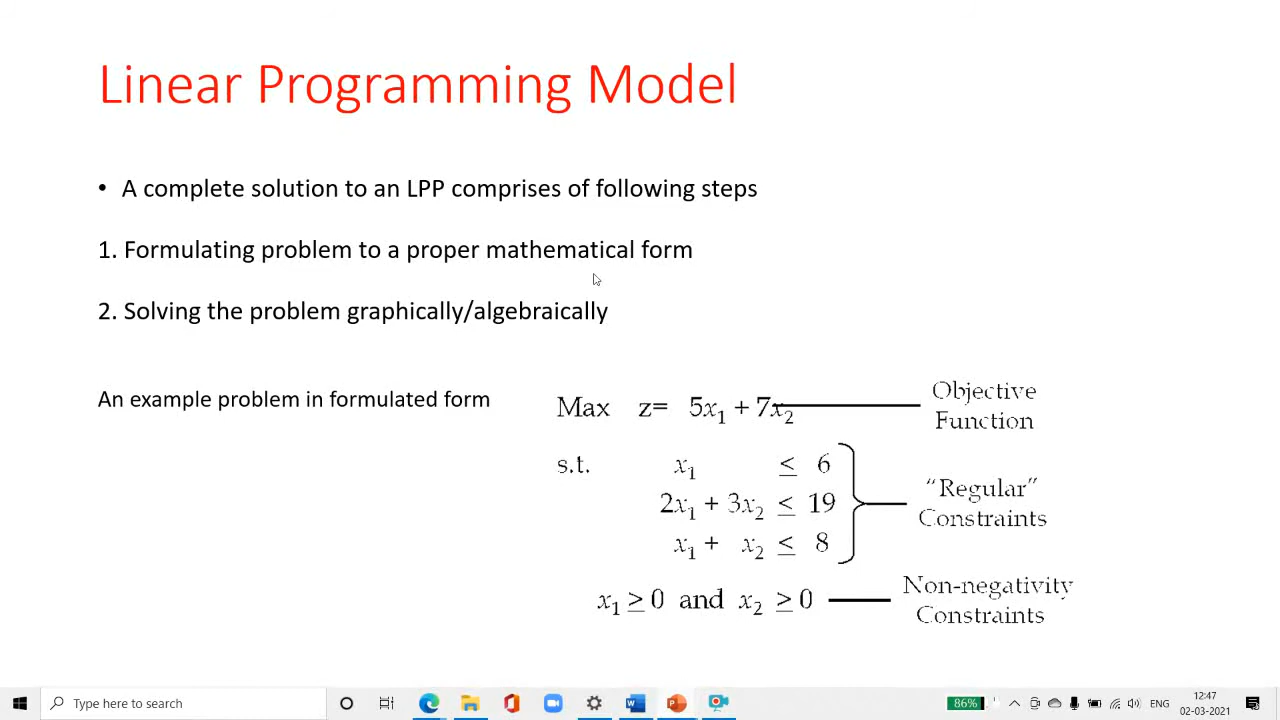 Linear Programming Model
• A complete solution to an LPP comprises of following steps
1. Formulating problem to a proper mathematical form
2. Solving the problem graphically/algebraically
An example problem in formulated form
Max z= 5x₁ + 7x₂
Objective
Function
s.t. x₁ ≤ 6
2x₁ + 3x₂ ≤ 19
x₁ + x₂ ≤ 8
"Regular"
Constraints
x₁ ≥ 0 and x₂ ≥ 0
Non-negativity
Constraints
Type here to search
86%
ENG
12:47
02-03-2021